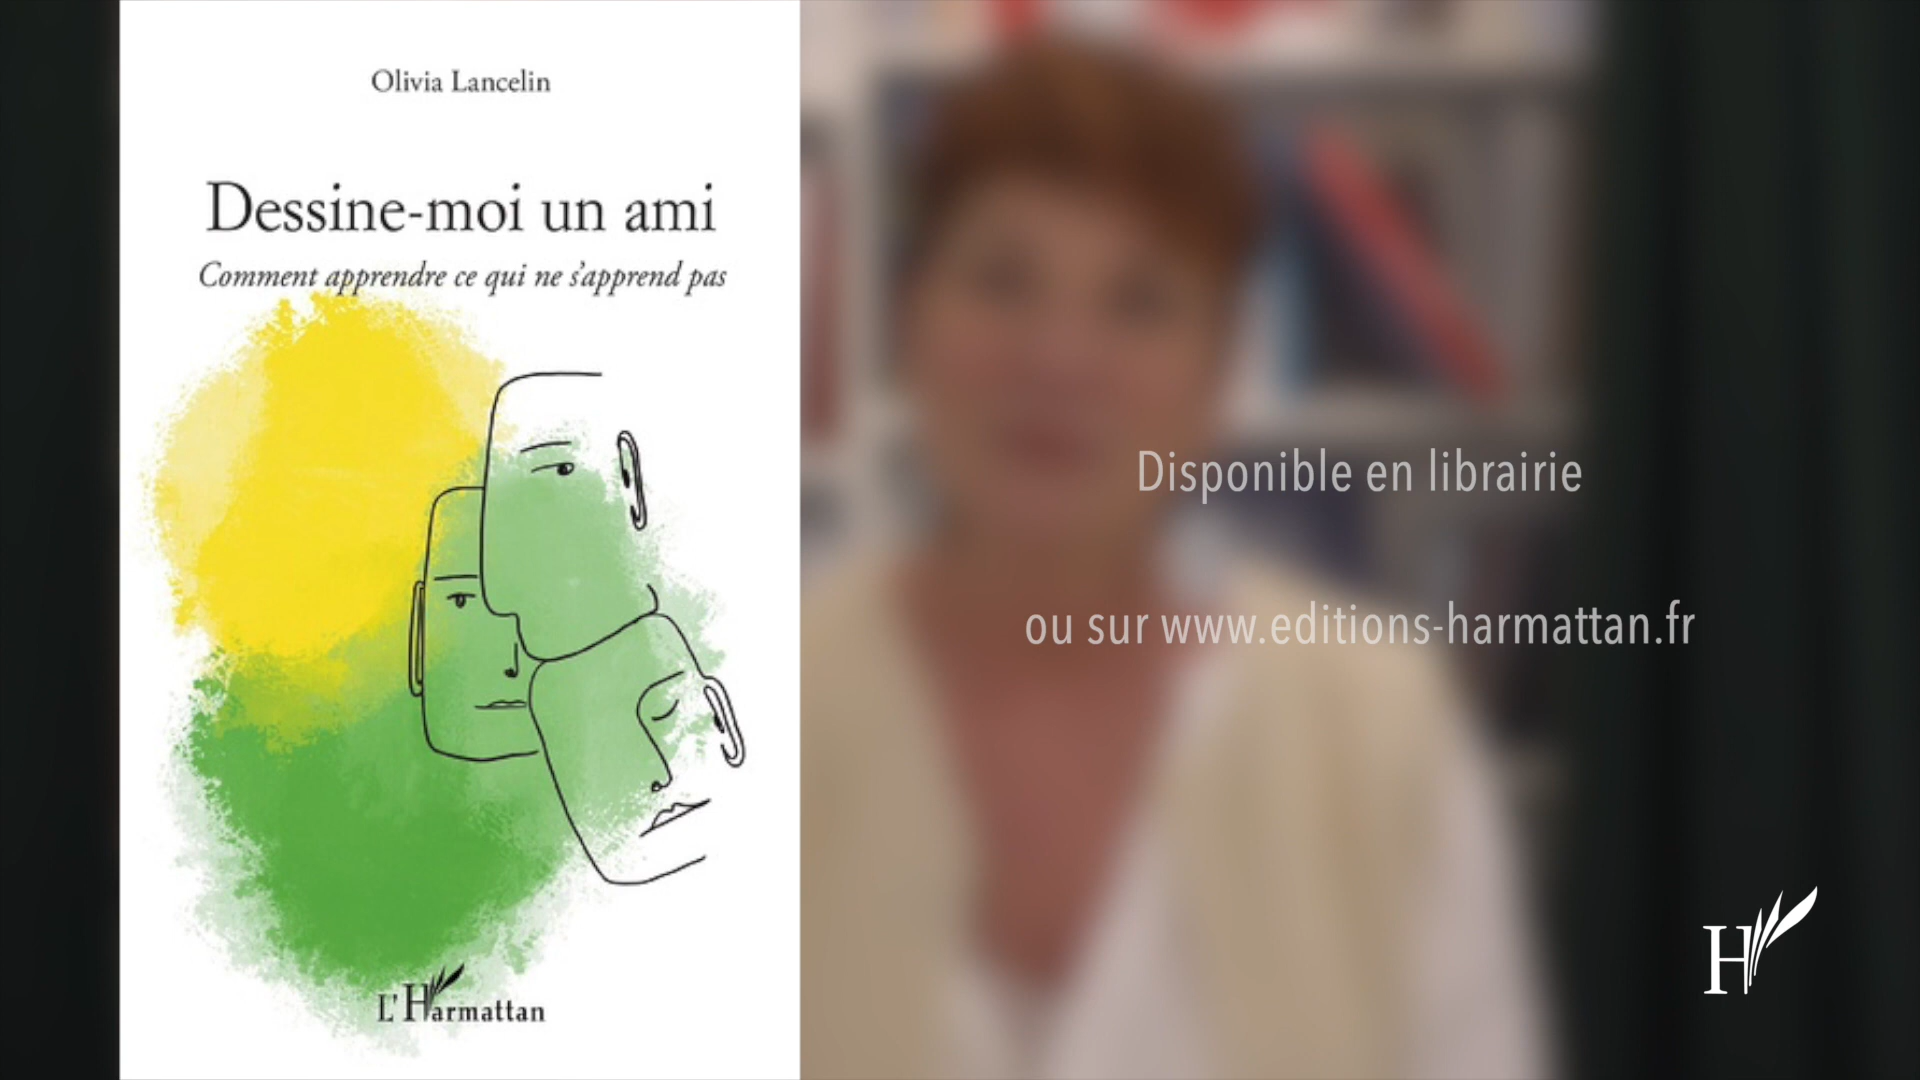 Olivia Lancelin
Dessine-moi un ami
Comment apprendre ce qui ne s'apprend pas
L'Harmattan
Disponible en librairie
ou sur www.editions-harmattan.fr
H